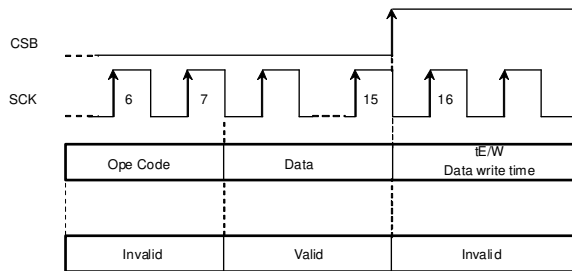 CSB
SCK
6 7 15 16
Ope Code Data tE/W
Data write time
Invalid Valid Invalid